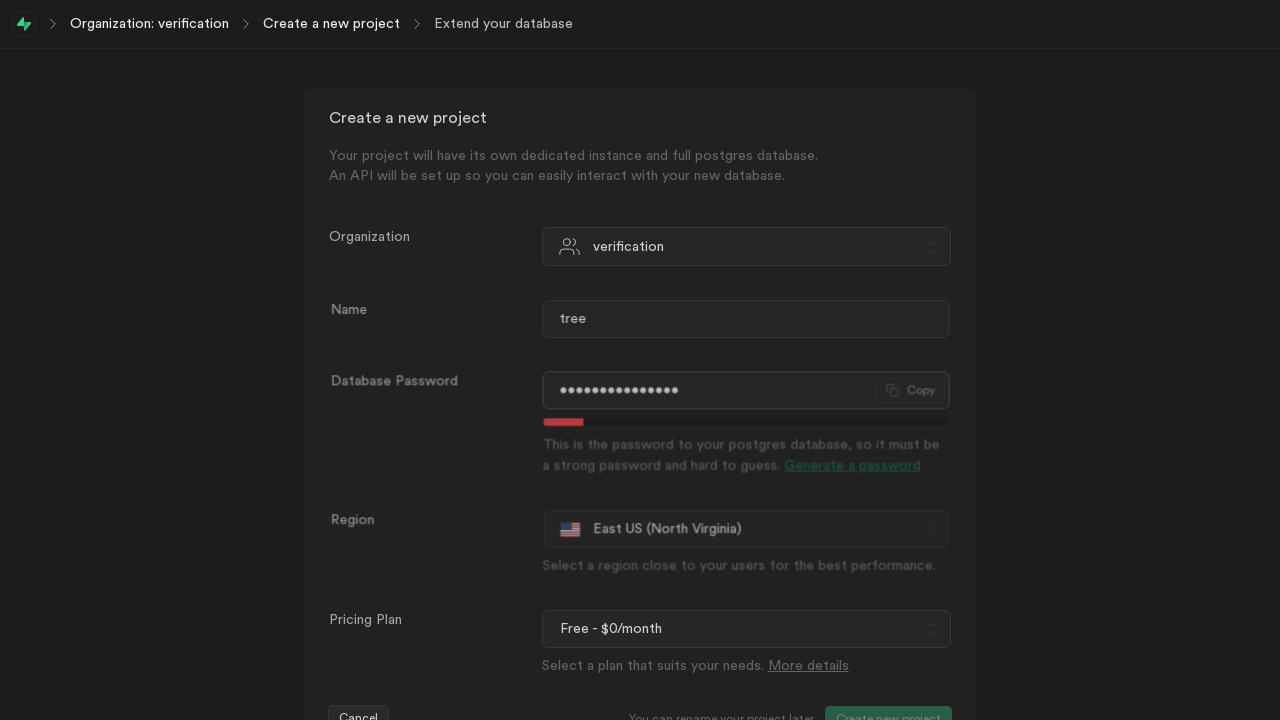 Organization: verification
Create a new project
Extend your database
Create a new project
Your project will have its own dedicated instance and full postgres database.
An API will be set up so you can easily interact with your new database.
Organization
verification
Name
tree
Database Password
•••••••••••••••
Copy
This is the password to your postgres database, so it must be
a strong password and hard to guess. Generate a password
Region
East US (North Virginia)
Select a region close to your users for the best performance.
Pricing Plan
Free - $0/month
Select a plan that suits your needs. More details
Cancel
You can rename your project later
Create new project